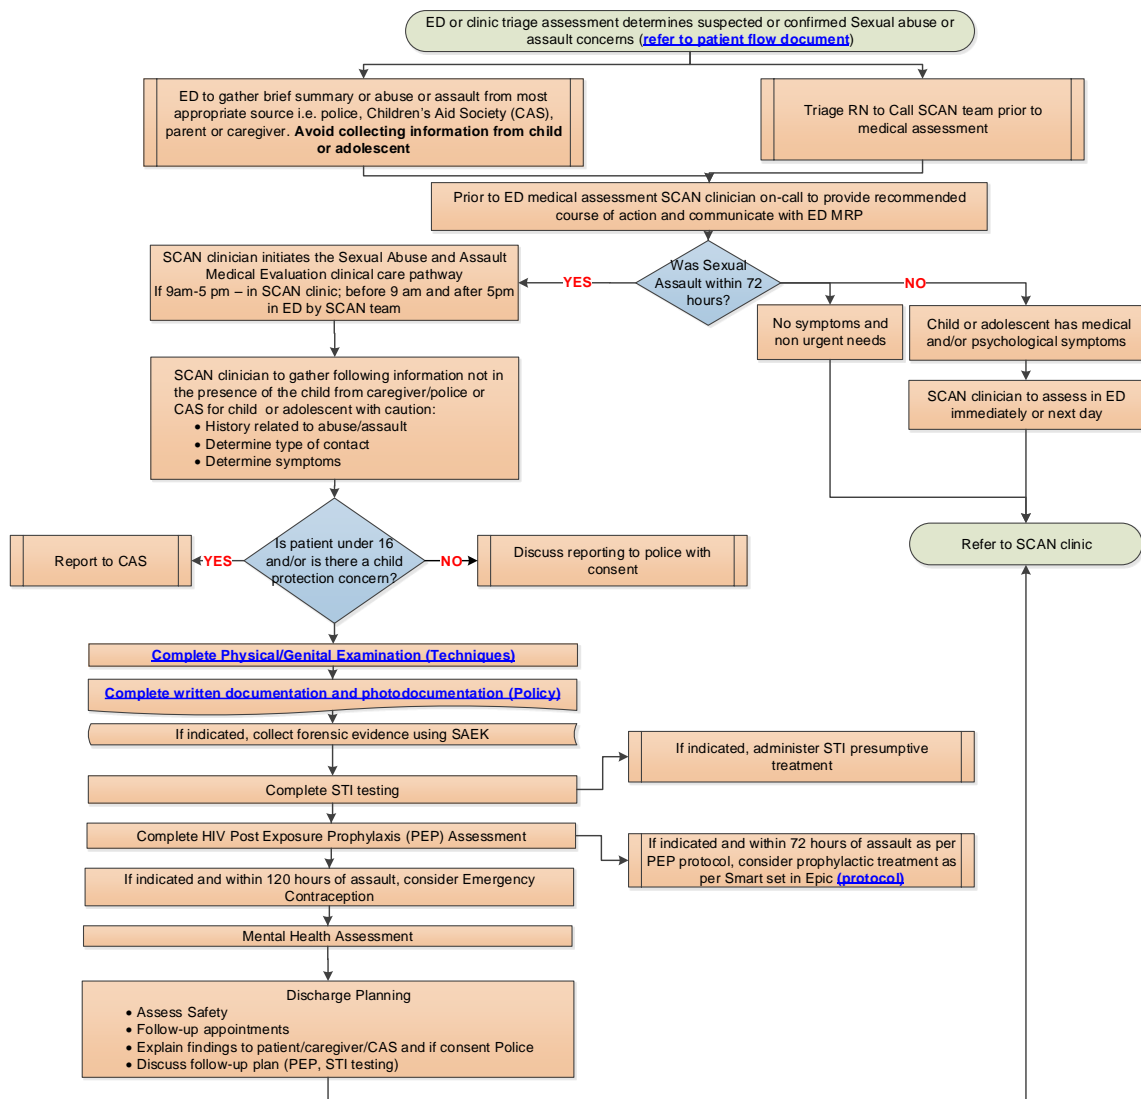 ED or clinic triage assessment determines suspected or confirmed Sexual abuse or
assault concerns (refer to patient flow document)
ED to gather brief summary or abuse or assault from most
appropriate source i.e. police, Children's Aid Society (CAS),
parent or caregiver. Avoid collecting information from child
or adolescent
Triage RN to Call SCAN team prior to
medical assessment
Prior to ED medical assessment SCAN clinician on-call to provide recommended
course of action and communicate with ED MRP
SCAN clinician initiates the Sexual Abuse and Assault
Medical Evaluation clinical care pathway
If 9am-5 pm – in SCAN clinic; before 9 am and after 5pm
in ED by SCAN team
YES
Was Sexual
Assault within 72
hours?
NO
No symptoms and
non urgent needs
Child or adolescent has medical
and/or psychological symptoms
SCAN clinician to assess in ED
immediately or next day
SCAN clinician to gather following information not in
the presence of the child from caregiver/police or
CAS for child or adolescent with caution:
• History related to abuse/assault
• Determine type of contact
• Determine symptoms
Report to CAS
YES
Is patient under 16
and/or is there a child
protection concern?
NO
Discuss reporting to police with
consent
Refer to SCAN clinic
Complete Physical/Genital Examination (Techniques)
Complete written documentation and photodocumentation (Policy)
If indicated, collect forensic evidence using SAEK
If indicated, administer STI presumptive
treatment
Complete STI testing
Complete HIV Post Exposure Prophylaxis (PEP) Assessment
If indicated and within 72 hours of assault as per
PEP protocol, consider prophylactic treatment as
per Smart set in Epic (protocol)
If indicated and within 120 hours of assault, consider Emergency
Contraception
Mental Health Assessment
Discharge Planning
• Assess Safety
• Follow-up appointments
• Explain findings to patient/caregiver/CAS and if consent Police
• Discuss follow-up plan (PEP, STI testing)